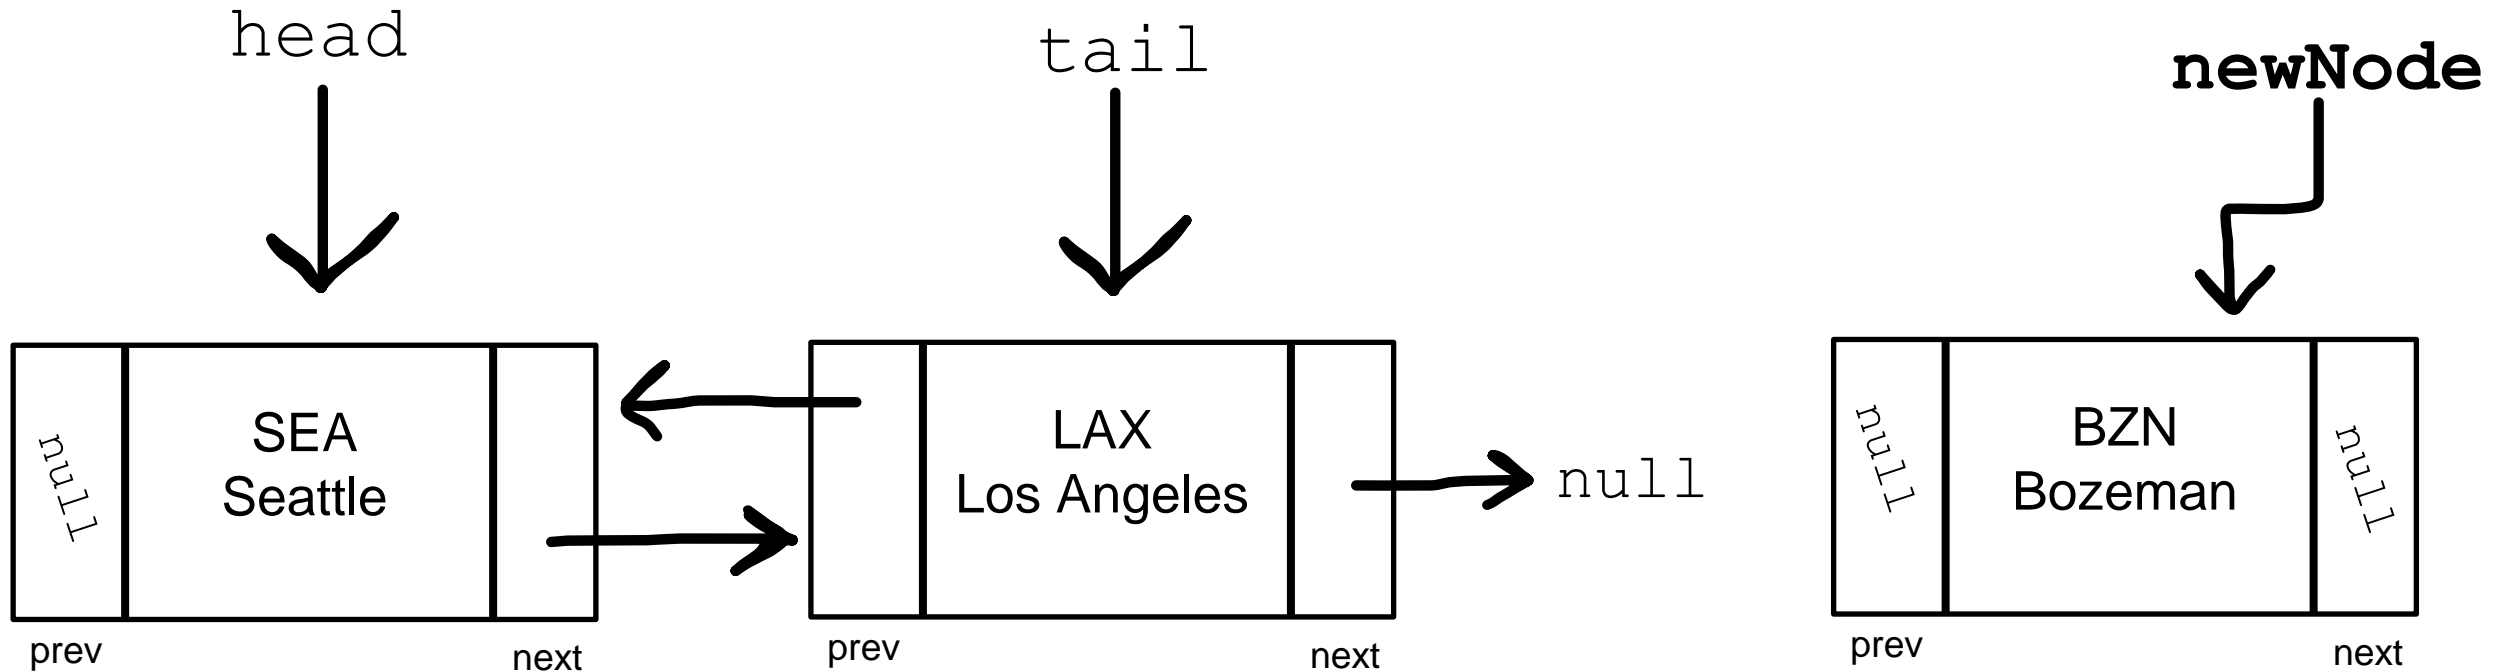 head
tail
newNode
null
SEA
Seattle
prev
next
LAX
Los Angeles
prev
next
null
null
BZN
Bozeman
null
prev
next